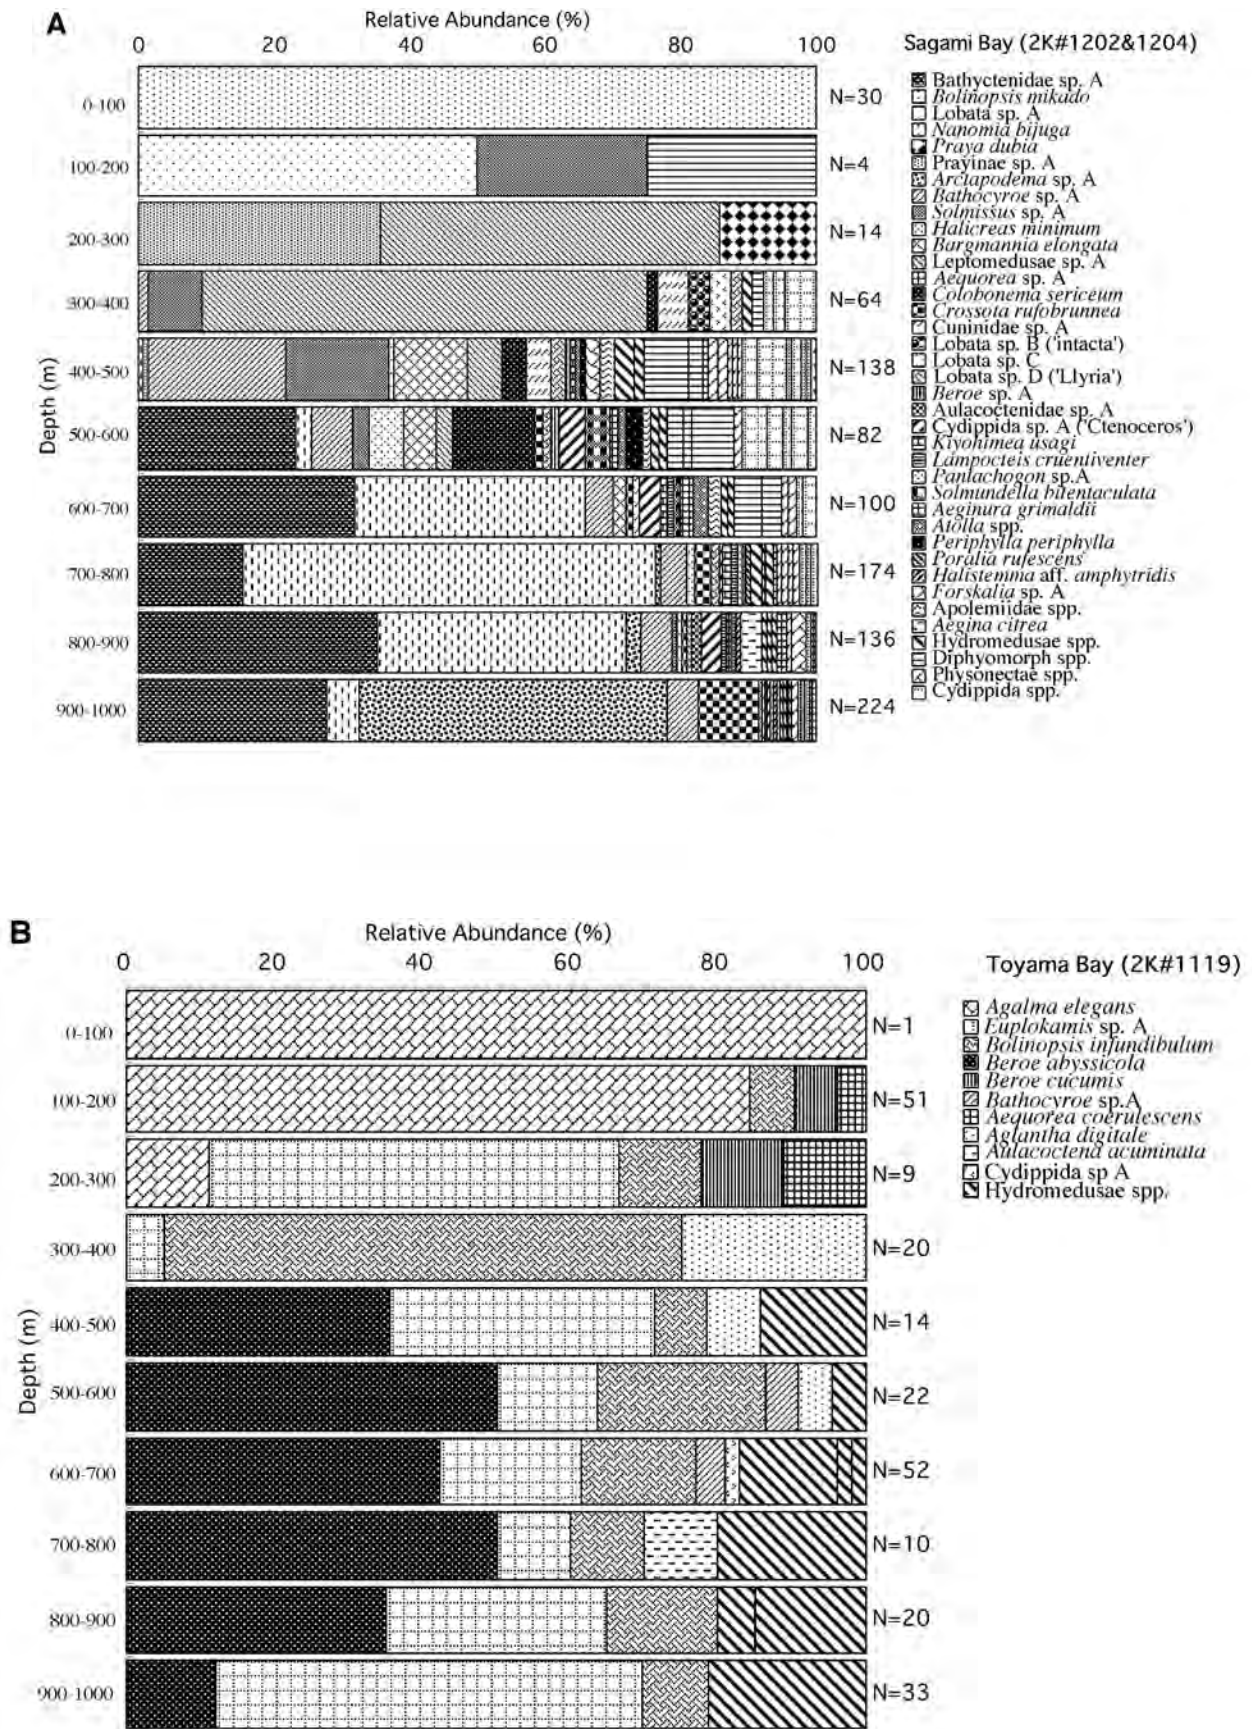 A
Relative Abundance (%)
0 20 40 60 80 100
Sagami Bay (2K#1202&1204)
Depth (m)
0-100 N=30
100-200 N=4
200-300 N=14
300-400 N=64
400-500 N=138
500-600 N=82
600-700 N=100
700-800 N=174
800-900 N=136
900-1000 N=224
Bathyctenidae sp. A
Bolinopsis mikado
Lobata sp. A
Nanomia bijuga
Praya dubia
Prayinae sp. A
Arctapodema sp. A
Bathocyroe sp. A
Solmissus sp. A
Halicreas minimum
Bargmannia elongata
Leptomedusae sp. A
Aequorea sp. A
Colobonema sericeum
Crossota rufobrunnea
Cuninidae sp. A
Lobata sp. B ('intacta')
Lobata sp. C
Lobata sp. D ('Llyria')
Beroe sp. A
Aulacoctenidae sp. A
Cydippida sp. A ('Ctenoceros')
Kiyohimea usagi
Lampocteis cruentiventer
Pantachogon sp.A
Solmundella bitentaculata
Aeginura grimaldii
Atolla spp.
Periphylla periphylla
Poralia rufescens
Halistemma aff. amphytridis
Forskalia sp. A
Apolemiidae spp.
Aegina citrea
Hydromedusae spp.
Diphyomorph spp.
Physonectae spp.
Cydippida spp.
B
Relative Abundance (%)
0 20 40 60 80 100
Toyama Bay (2K#1119)
Depth (m)
0-100 N=1
100-200 N=51
200-300 N=9
300-400 N=20
400-500 N=14
500-600 N=22
600-700 N=52
700-800 N=10
800-900 N=20
900-1000 N=33
Agalma elegans
Euplokamis sp. A
Bolinopsis infundibulum
Beroe abyssicola
Beroe cucumis
Bathocyroe sp.A
Aequorea coerulescens
Aglantha digitale
Aulacoctena acuminata
Cydippida sp A
Hydromedusae spp.